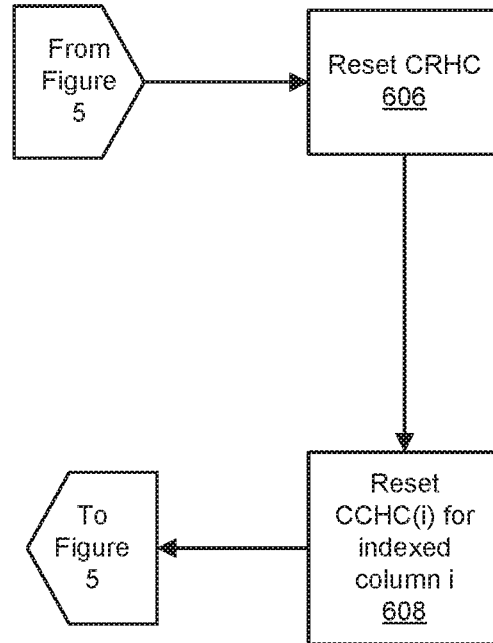 From
Figure
5
Reset CRHC
606
Reset
CCHC(i) for
indexed
column i
608
To
Figure
5